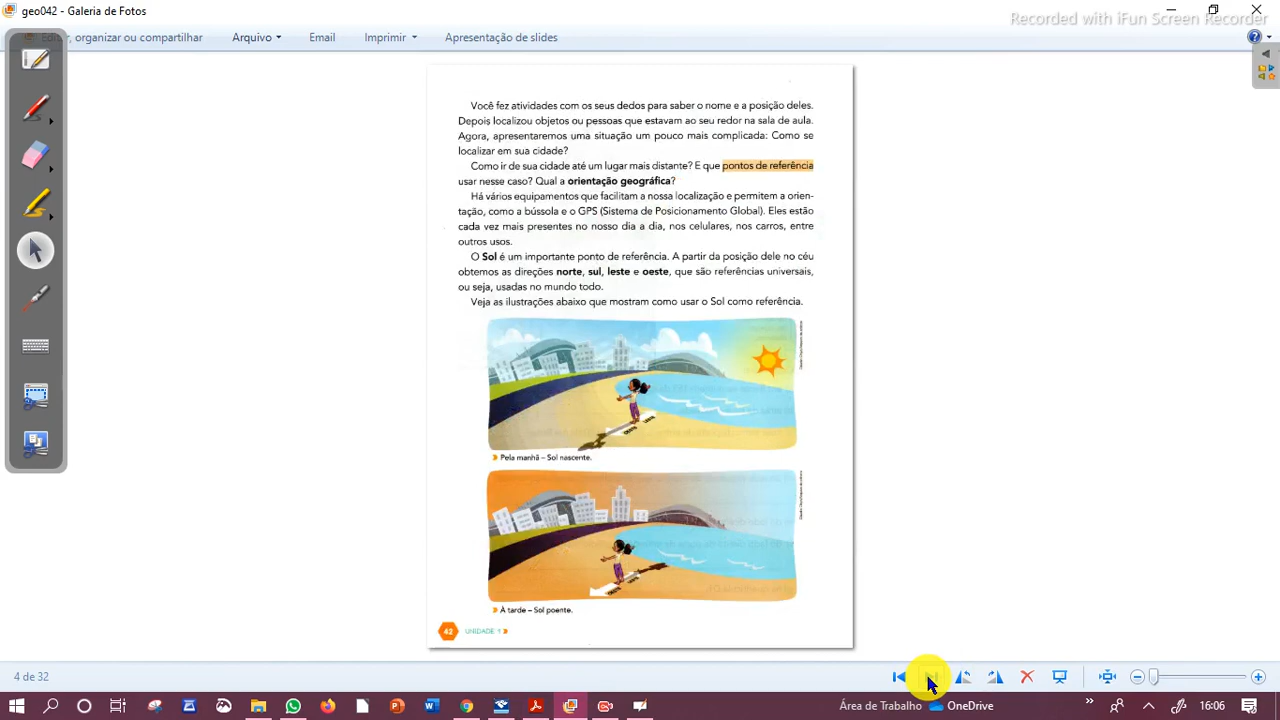 geo042 - Galeria de Fotos
Recorded with iFun Screen Recorder
Editar, organizar ou compartilhar Arquivo Email Imprimir Apresentação de slides
Você fez atividades com os seus dedos para saber o nome e a posição deles.
Depois localizou objetos ou pessoas que estavam ao seu redor na sala de aula.
Agora, apresentaremos uma situação um pouco mais complicada: Como se
localizar em sua cidade?
Como ir de sua cidade até um lugar mais distante? E que pontos de referência
usar nesse caso? Qual a orientação geográfica?
Há vários equipamentos que facilitam a nossa localização e permitem a orien-
tação, como a bússola e o GPS (Sistema de Posicionamento Global). Eles estão
cada vez mais presentes no nosso dia a dia, nos celulares, nos carros, entre
outros usos.
O Sol é um importante ponto de referência. A partir da posição dele no céu
obtemos as direções norte, sul, leste e oeste, que são referências universais,
ou seja, usadas no mundo todo.
Veja as ilustrações abaixo que mostram como usar o Sol como referência.
Pela manhã – Sol nascente.
À tarde – Sol poente.
42 UNIDADE 1
4 de 32
Área de Trabalho OneDrive » 16:06